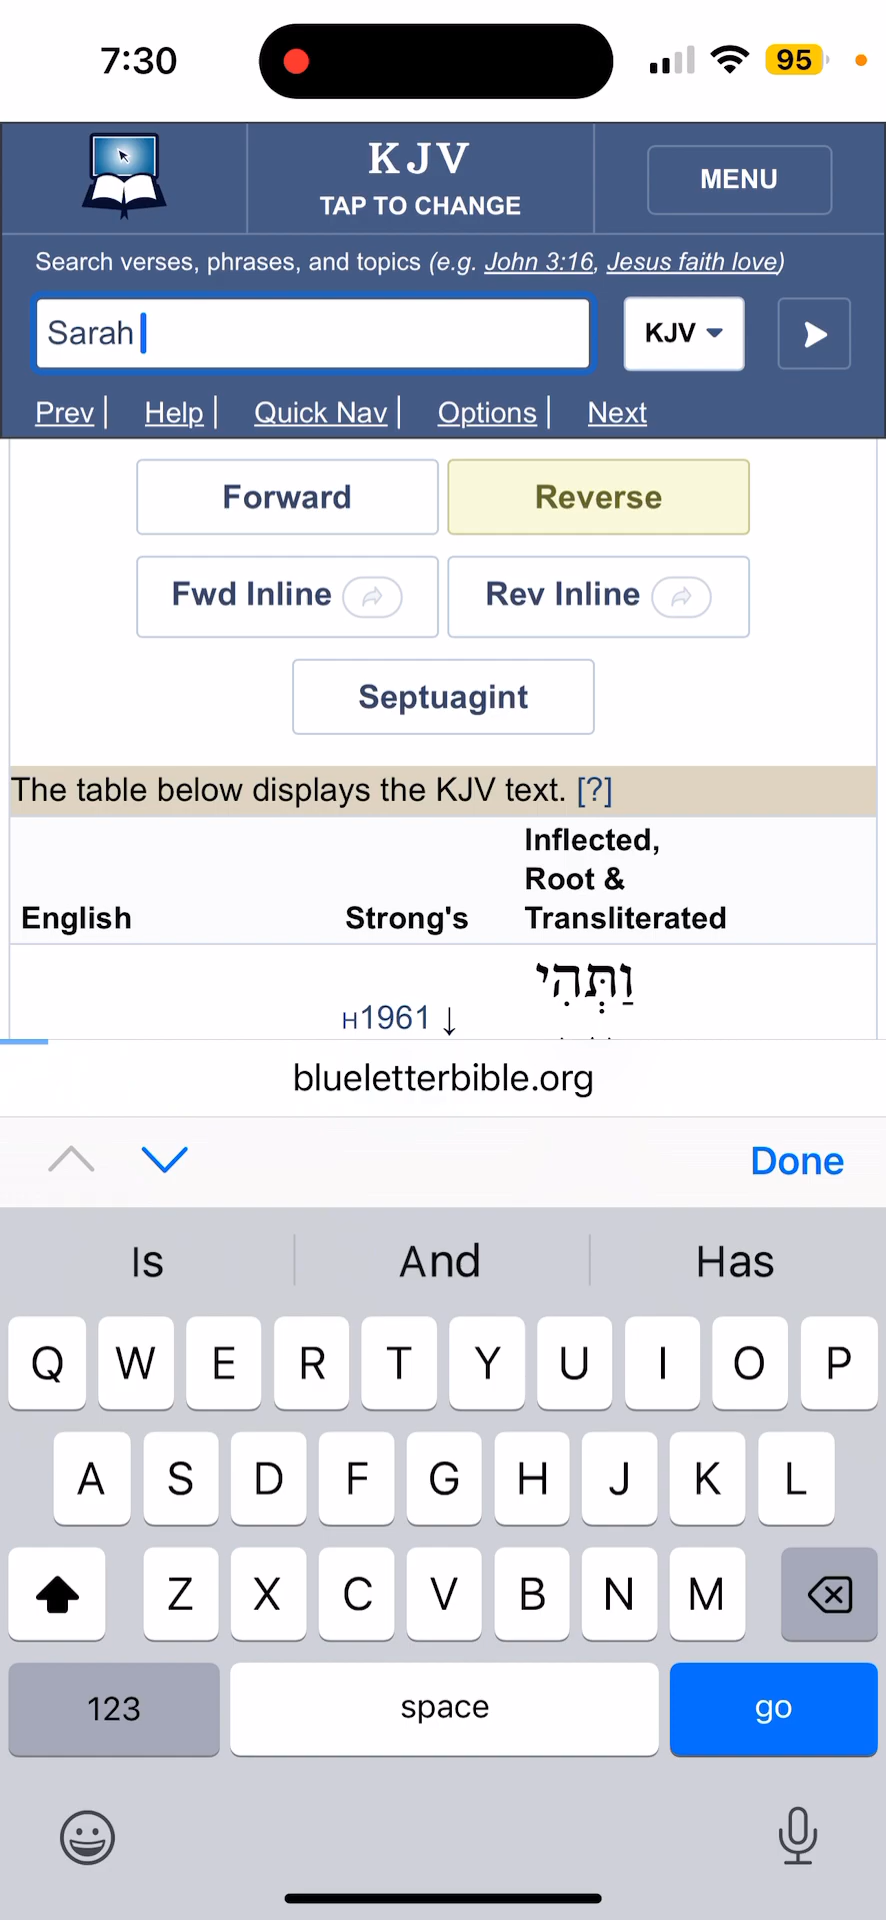 7:30
95
KJV
TAP TO CHANGE
MENU
Search verses, phrases, and topics (e.g. John 3:16, Jesus faith love)
Sarah
KJV
Prev | Help | Quick Nav | Options | Next
Forward
Reverse
Fwd Inline
Rev Inline
Septuagint
The table below displays the KJV text. [?]
English
Strong's
Inflected,
Root &
Transliterated
וַתְּהִי
H1961 ↓
blueletterbible.org
Done
Is
And
Has
Q W E R T Y U I O P
A S D F G H J K L
Z X C V B N M
123
space
go